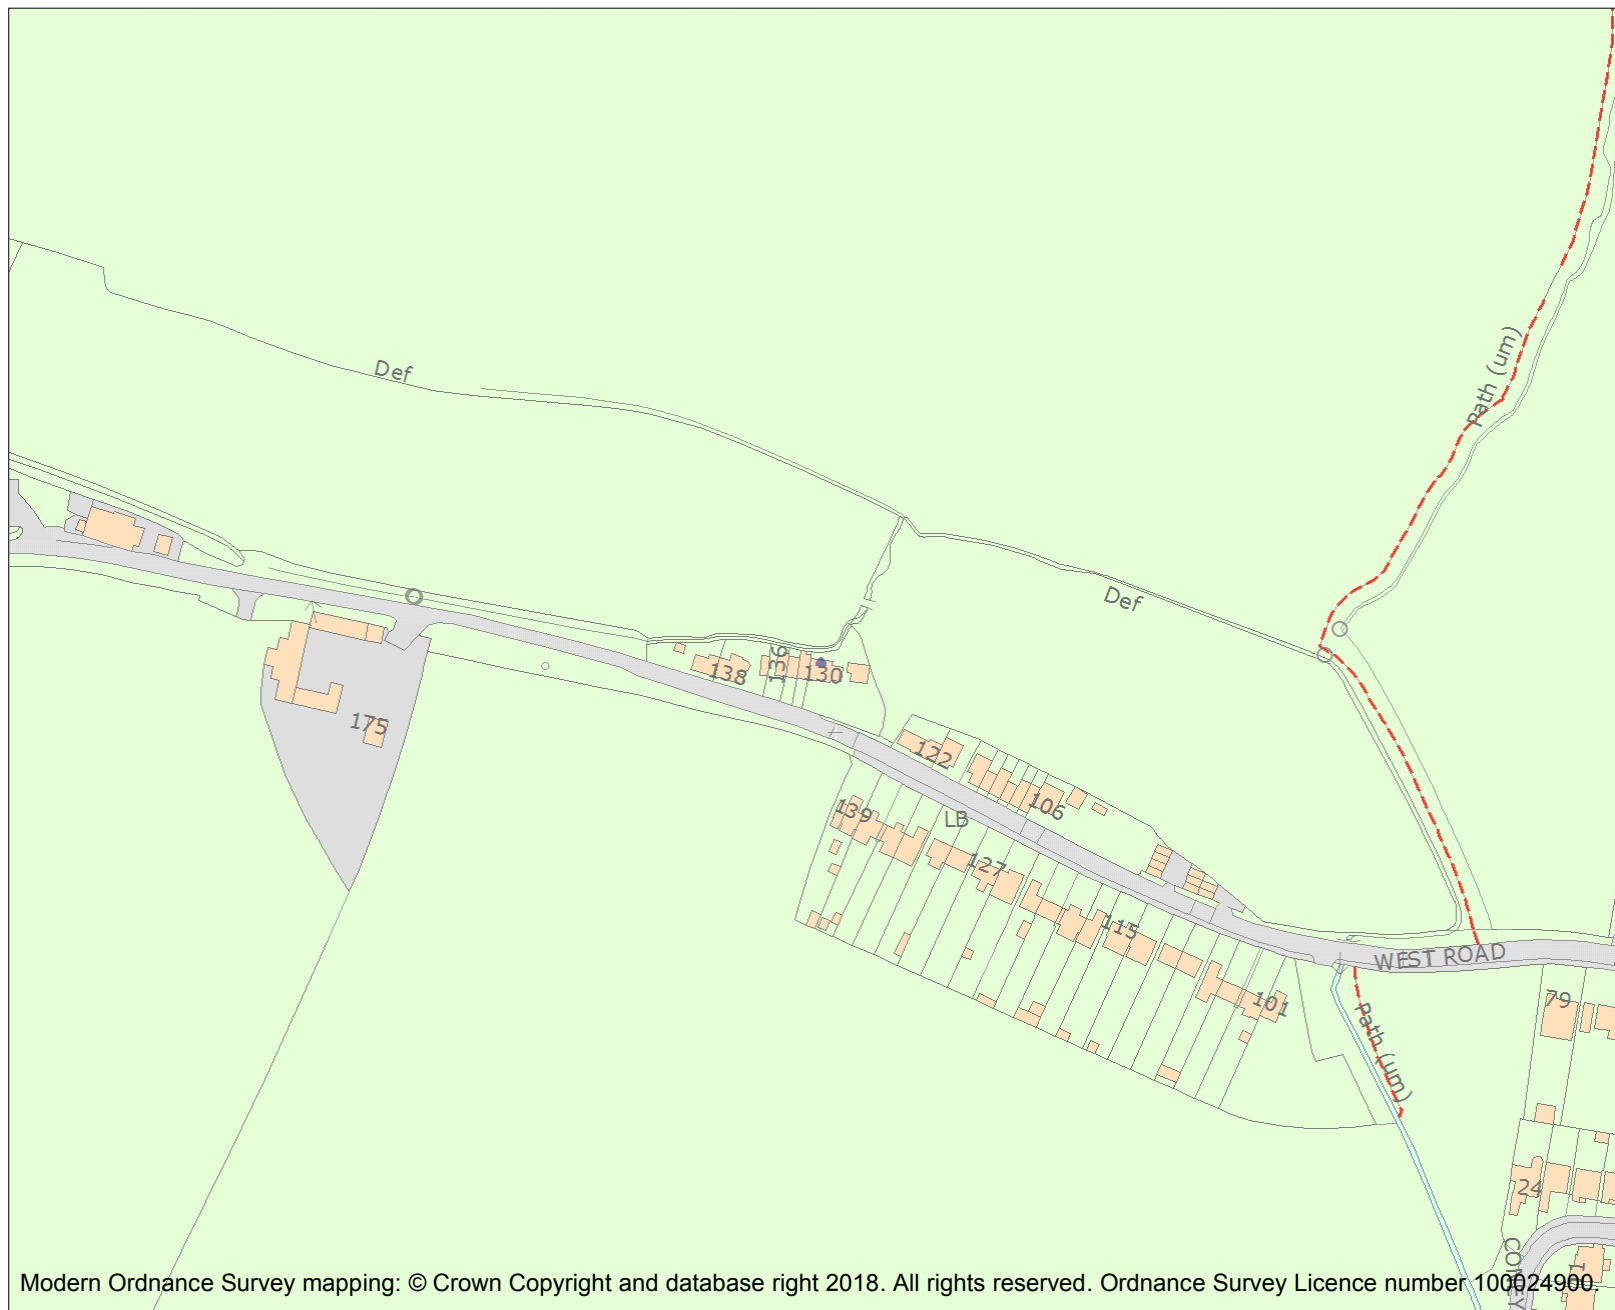 Path (um)
Def
Def
136
138
130
175
122
106
139
LB
127
115
WEST ROAD
101
79
Path (um)
24
Modern Ordnance Survey mapping: © Crown Copyright and database right 2018. All rights reserved. Ordnance Survey Licence number 100024900.